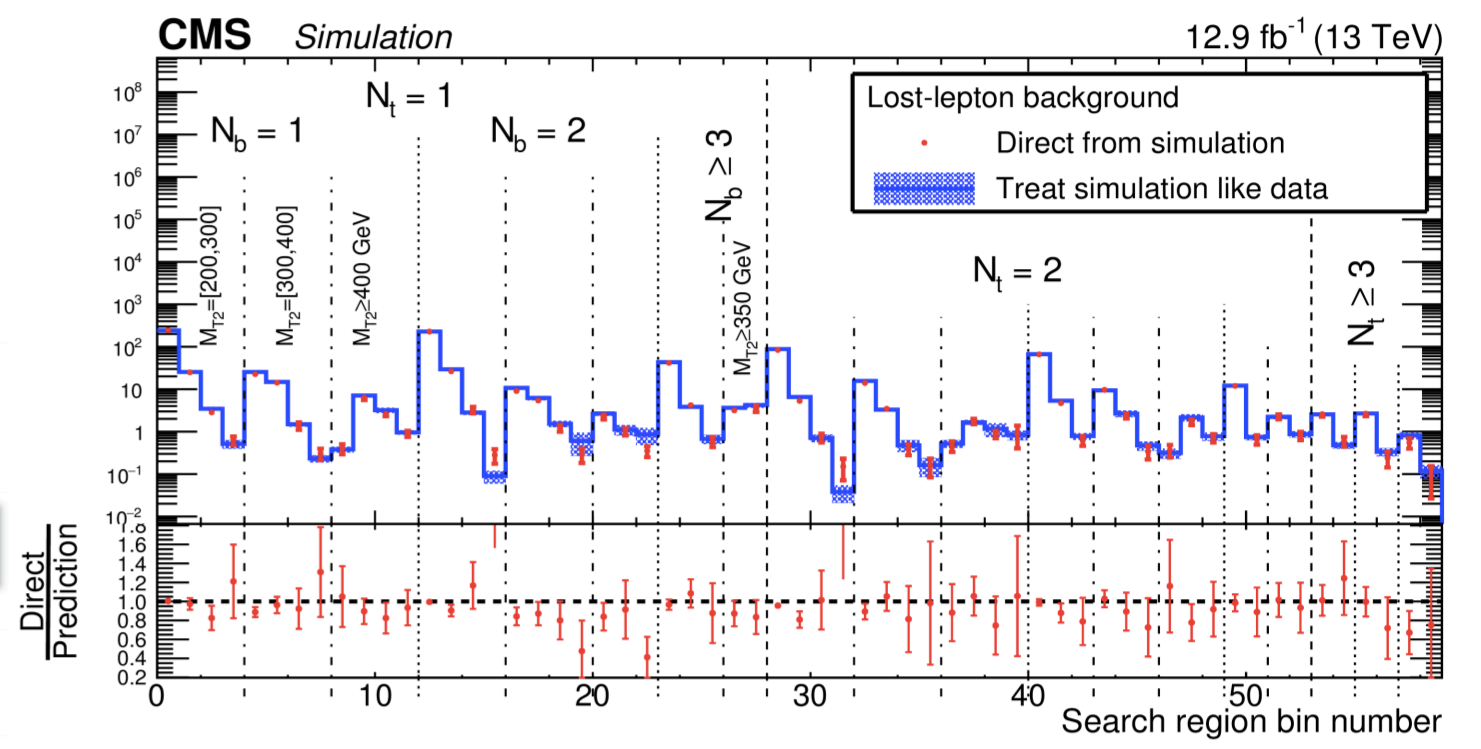 CMS Simulation 12.9 fb⁻¹ (13 TeV)
10⁸
10⁷
10⁶
10⁵
10⁴
10³
10²
10
1
10⁻¹
10⁻²
N_t = 1
N_b = 1
N_b = 2
N_b ≥ 3
M_T2=[200,300]
M_T2=[300,400]
M_T2≥400 GeV
M_T2≥350 GeV
N_t = 2
N_t ≥ 3
Lost-lepton background
Direct from simulation
Treat simulation like data
Direct
Prediction
1.8
1.6
1.4
1.2
1.0
0.8
0.6
0.4
0.2
0 10 20 30 40 50
Search region bin number